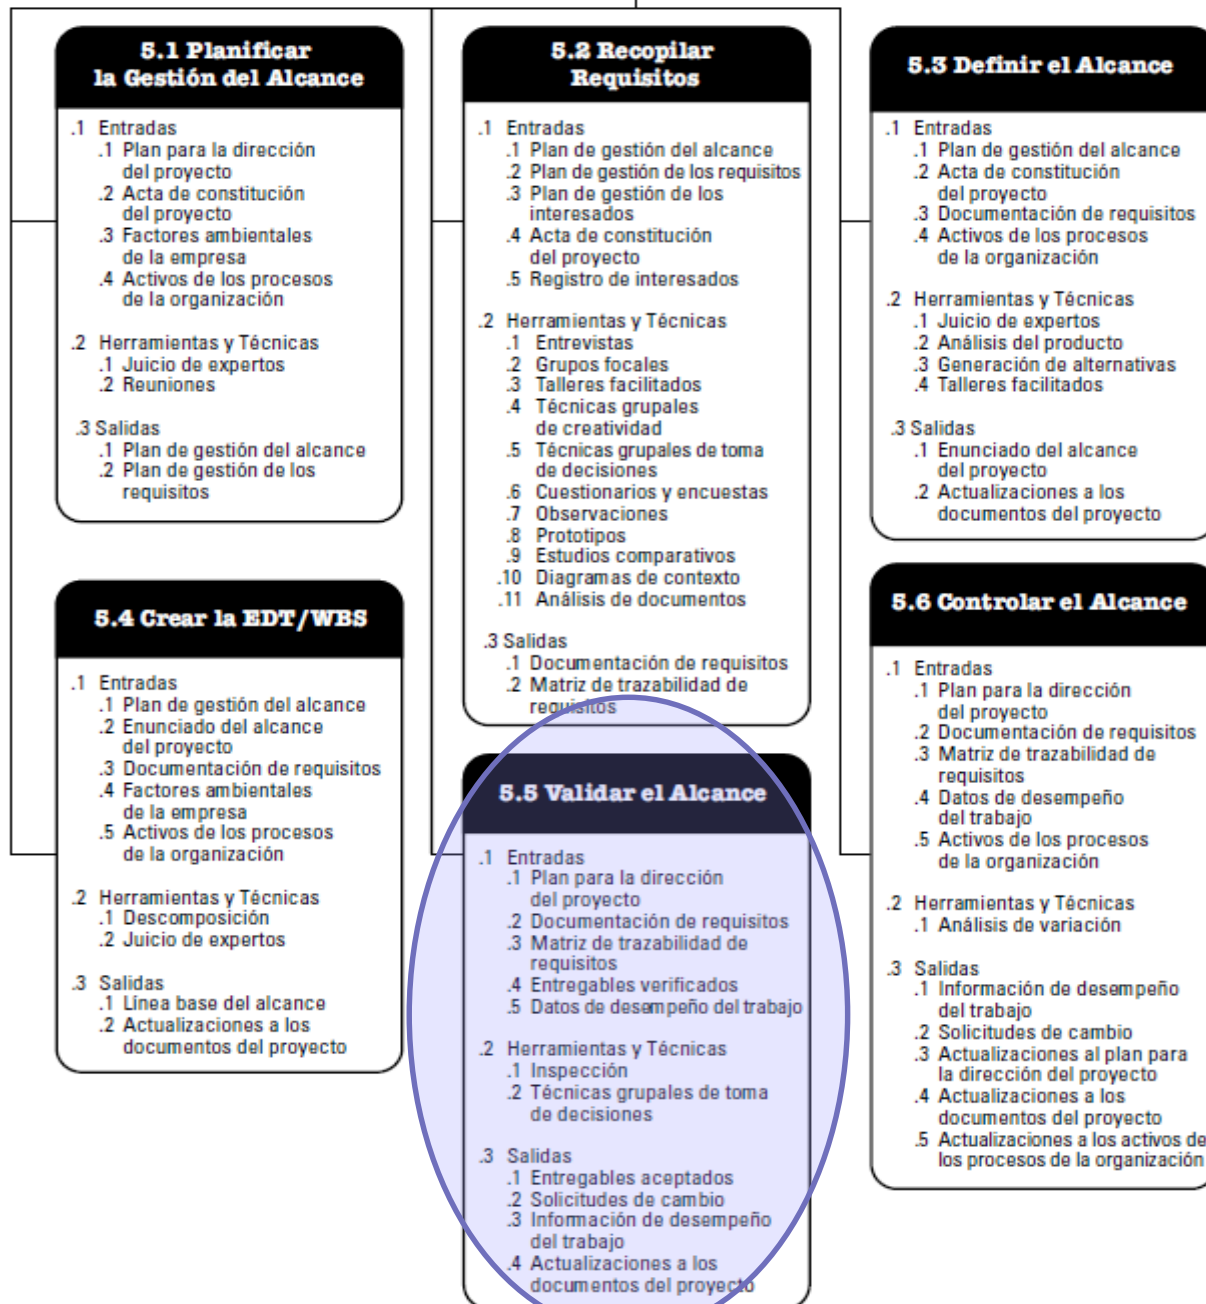 5.1 Planificar
la Gestión del Alcance
.1 Entradas
.1 Plan para la dirección
del proyecto
.2 Acta de constitución
del proyecto
.3 Factores ambientales
de la empresa
.4 Activos de los procesos
de la organización
.2 Herramientas y Técnicas
.1 Juicio de expertos
.2 Reuniones
.3 Salidas
.1 Plan de gestión del alcance
.2 Plan de gestión de los
requisitos
5.2 Recopilar
Requisitos
.1 Entradas
.1 Plan de gestión del alcance
.2 Plan de gestión de los requisitos
.3 Plan de gestión de los
interesados
.4 Acta de constitución
del proyecto
.5 Registro de interesados
.2 Herramientas y Técnicas
.1 Entrevistas
.2 Grupos focales
.3 Talleres facilitados
.4 Técnicas grupales
de creatividad
.5 Técnicas grupales de toma
de decisiones
.6 Cuestionarios y encuestas
.7 Observaciones
.8 Prototipos
.9 Estudios comparativos
.10 Diagramas de contexto
.11 Análisis de documentos
.3 Salidas
.1 Documentación de requisitos
.2 Matriz de trazabilidad de
requisitos
5.3 Definir el Alcance
.1 Entradas
.1 Plan de gestión del alcance
.2 Acta de constitución
del proyecto
.3 Documentación de requisitos
.4 Activos de los procesos
de la organización
.2 Herramientas y Técnicas
.1 Juicio de expertos
.2 Análisis del producto
.3 Generación de alternativas
.4 Talleres facilitados
.3 Salidas
.1 Enunciado del alcance
del proyecto
.2 Actualizaciones a los
documentos del proyecto
5.4 Crear la EDT/WBS
.1 Entradas
.1 Plan de gestión del alcance
.2 Enunciado del alcance
del proyecto
.3 Documentación de requisitos
.4 Factores ambientales
de la empresa
.5 Activos de los procesos
de la organización
.2 Herramientas y Técnicas
.1 Descomposición
.2 Juicio de expertos
.3 Salidas
.1 Línea base del alcance
.2 Actualizaciones a los
documentos del proyecto
5.5 Validar el Alcance
.1 Entradas
.1 Plan para la dirección
del proyecto
.2 Documentación de requisitos
.3 Matriz de trazabilidad de
requisitos
.4 Entregables verificados
.5 Datos de desempeño del trabajo
.2 Herramientas y Técnicas
.1 Inspección
.2 Técnicas grupales de toma
de decisiones
.3 Salidas
.1 Entregables aceptados
.2 Solicitudes de cambio
.3 Información de desempeño
del trabajo
.4 Actualizaciones a los
documentos del proyecto
5.6 Controlar el Alcance
.1 Entradas
.1 Plan para la dirección
del proyecto
.2 Documentación de requisitos
.3 Matriz de trazabilidad de
requisitos
.4 Datos de desempeño
del trabajo
.5 Activos de los procesos
de la organización
.2 Herramientas y Técnicas
.1 Análisis de variación
.3 Salidas
.1 Información de desempeño
del trabajo
.2 Solicitudes de cambio
.3 Actualizaciones al plan para
la dirección del proyecto
.4 Actualizaciones a los
documentos del proyecto
.5 Actualizaciones a los activos de
los procesos de la organización